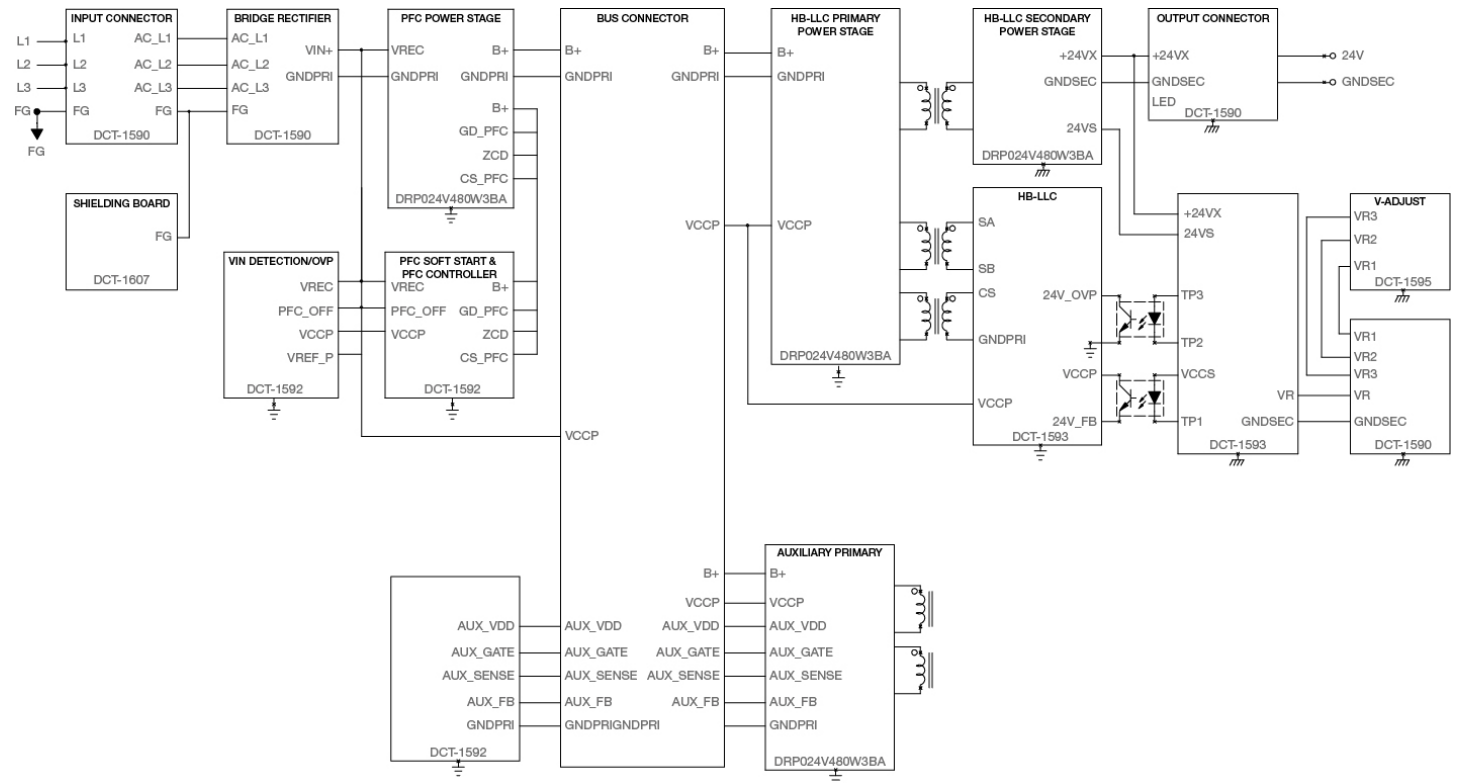 INPUT CONNECTOR
L1
L1
AC_L1
L2
L2
AC_L2
L3
L3
AC_L3
FG
FG
FG
DCT-1590
FG
BRIDGE RECTIFIER
AC_L1
VIN+
AC_L2
GNDPRI
AC_L3
FG
DCT-1590
PFC POWER STAGE
VREC
B+
GNDPRI
GNDPRI
B+
GD_PFC
ZCD
CS_PFC
DRP024V480W3BA
BUS CONNECTOR
B+
B+
GNDPRI
GNDPRI
VCCP
VCCP
B+
VCCP
AUX_VDD
AUX_VDD
AUX_GATE
AUX_GATE
AUX_SENSE
AUX_SENSE
AUX_FB
AUX_FB
GNDPRIGNDPRI
HB-LLC PRIMARY
POWER STAGE
B+
GNDPRI
VCCP
DRP024V480W3BA
HB-LLC SECONDARY
POWER STAGE
+24VX
GNDSEC
24VS
DRP024V480W3BA
OUTPUT CONNECTOR
+24VX
24V
GNDSEC
GNDSEC
LED
DCT-1590
SHIELDING BOARD
FG
DCT-1607
VIN DETECTION/OVP
VREC
PFC_OFF
VCCP
VREF_P
DCT-1592
PFC SOFT START &
PFC CONTROLLER
VREC
B+
PFC_OFF
GD_PFC
VCCP
ZCD
CS_PFC
DCT-1592
HB-LLC
SA
SB
CS
24V_OVP
GNDPRI
VCCP
VCCP
24V_FB
DCT-1593
+24VX
24VS
TP3
TP2
VCCS
VR
TP1
GNDSEC
DCT-1593
V-ADJUST
VR3
VR2
VR1
DCT-1595
VR1
VR2
VR3
VR
GNDSEC
DCT-1590
AUX_VDD
AUX_GATE
AUX_SENSE
AUX_FB
GNDPRI
DCT-1592
AUXILIARY PRIMARY
B+
VCCP
AUX_VDD
AUX_GATE
AUX_SENSE
AUX_FB
GNDPRI
DRP024V480W3BA